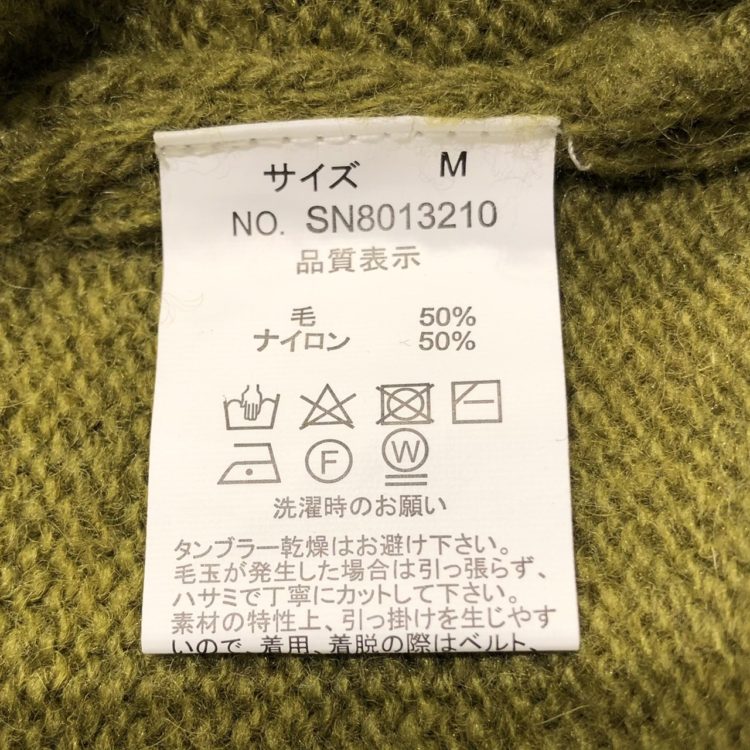 サイズ M
NO. SN8013210
品質表示
毛 50%
ナイロン 50%
F W
洗濯時のお願い
タンブラー乾燥はお避け下さい。
毛玉が発生した場合は引っ張らず、
ハサミで丁寧にカットして下さい。
素材の特性上、引っ掛けを生じやす
いので、着用、着脱の際はベルト、